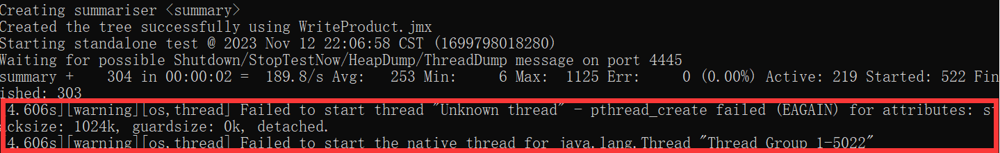 Creating summariser <summary>
Created the tree successfully using WriteProduct.jmx
Starting standalone test @ 2023 Nov 12 22:06:58 CST (1699798018280)
Waiting for possible Shutdown/StopTestNow/HeapDump/ThreadDump message on port 4445
summary +    304 in 00:00:02 =  189.8/s Avg:   253 Min:     6 Max:  1125 Err:     0 (0.00%) Active: 219 Started: 522 Fin
ished: 303
[4.606s][warning][os,thread] Failed to start thread "Unknown thread" - pthread_create failed (EAGAIN) for attributes: st
acksize: 1024k, guardsize: 0k, detached.
[4.606s][warning][os,thread] Failed to start the native thread for java.lang.Thread "Thread Group 1-5022"